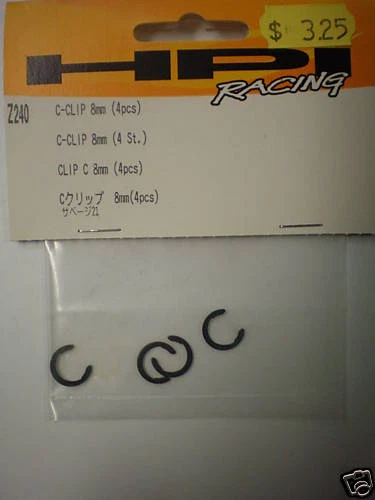 $ 3.25
HPI
RACING
Z240
C-CLIP 8mm (4pcs)
C-CLIP 8mm (4 St.)
CLIP C 8mm (4pcs)
Cクリップ 8mm(4pcs)
サベージ21